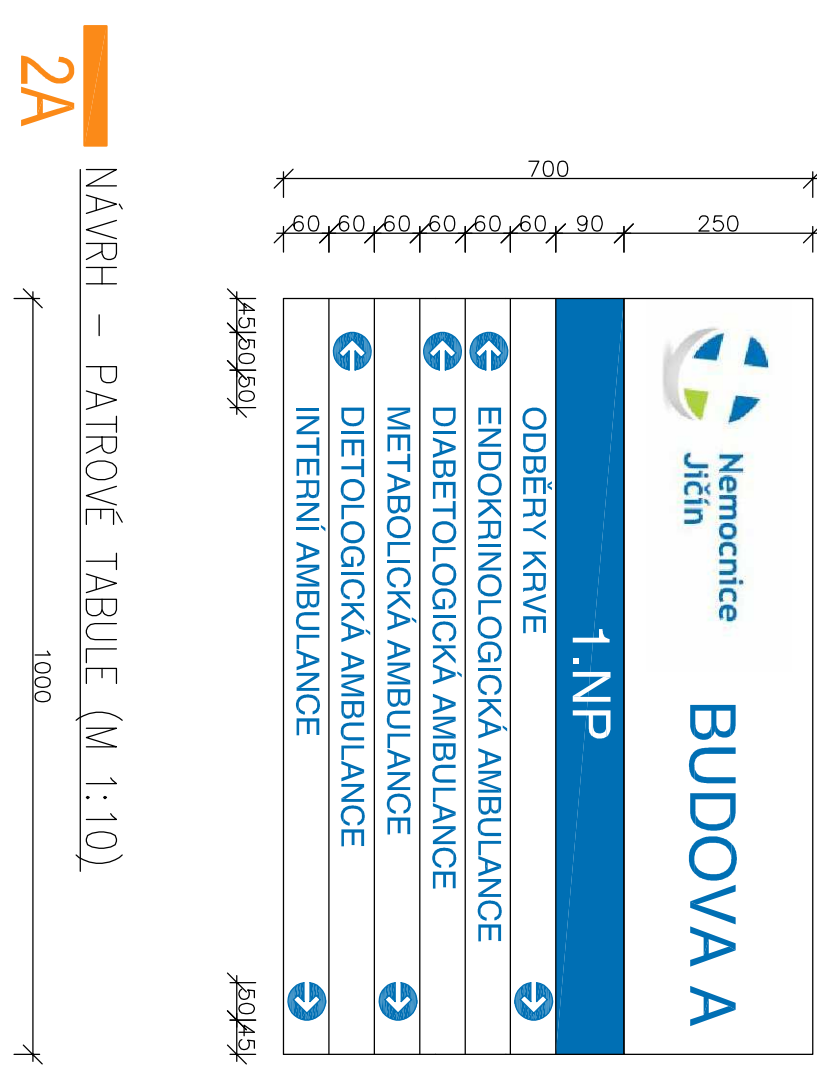 2A
NÁVRH – PATROVÉ TABULE (M 1:10)
Nemocnice
Jičín
BUDOVA A
1.NP
ODBĚRY KRVE
ENDOKRINOLOGICKÁ AMBULANCE
DIABETOLOGICKÁ AMBULANCE
METABOLICKÁ AMBULANCE
DIETOLOGICKÁ AMBULANCE
INTERNÍ AMBULANCE
700
250
90
60
60
60
60
60
60
45 50 50
50 45
1000